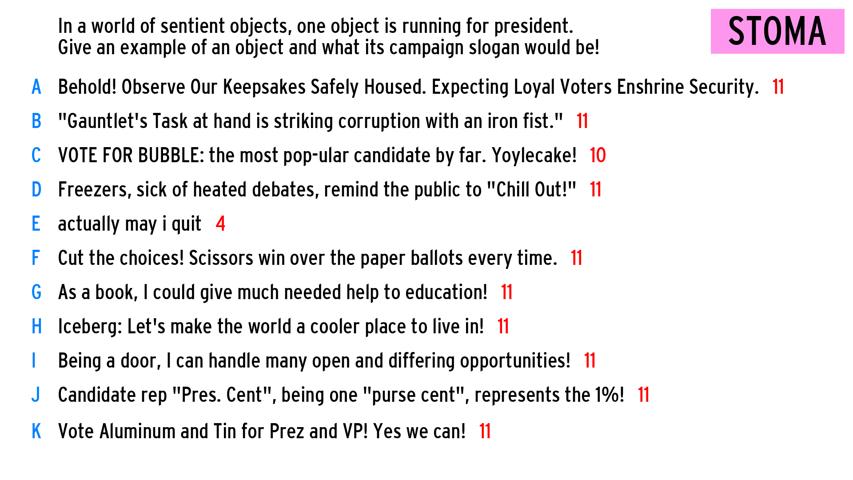 In a world of sentient objects, one object is running for president.
Give an example of an object and what its campaign slogan would be!
STOMA
A Behold! Observe Our Keepsakes Safely Housed. Expecting Loyal Voters Enshrine Security. 11
B "Gauntlet's Task at hand is striking corruption with an iron fist." 11
C VOTE FOR BUBBLE: the most pop-ular candidate by far. Yoylecake! 10
D Freezers, sick of heated debates, remind the public to "Chill Out!" 11
E actually may i quit 4
F Cut the choices! Scissors win over the paper ballots every time. 11
G As a book, I could give much needed help to education! 11
H Iceberg: Let's make the world a cooler place to live in! 11
I Being a door, I can handle many open and differing opportunities! 11
J Candidate rep "Pres. Cent", being one "purse cent", represents the 1%! 11
K Vote Aluminum and Tin for Prez and VP! Yes we can! 11